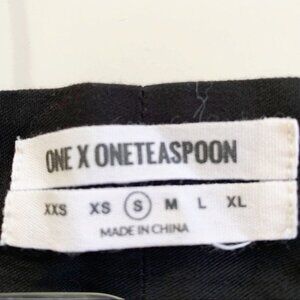 ONE X ONETEASPOON
XXS XS S M L XL
MADE IN CHINA